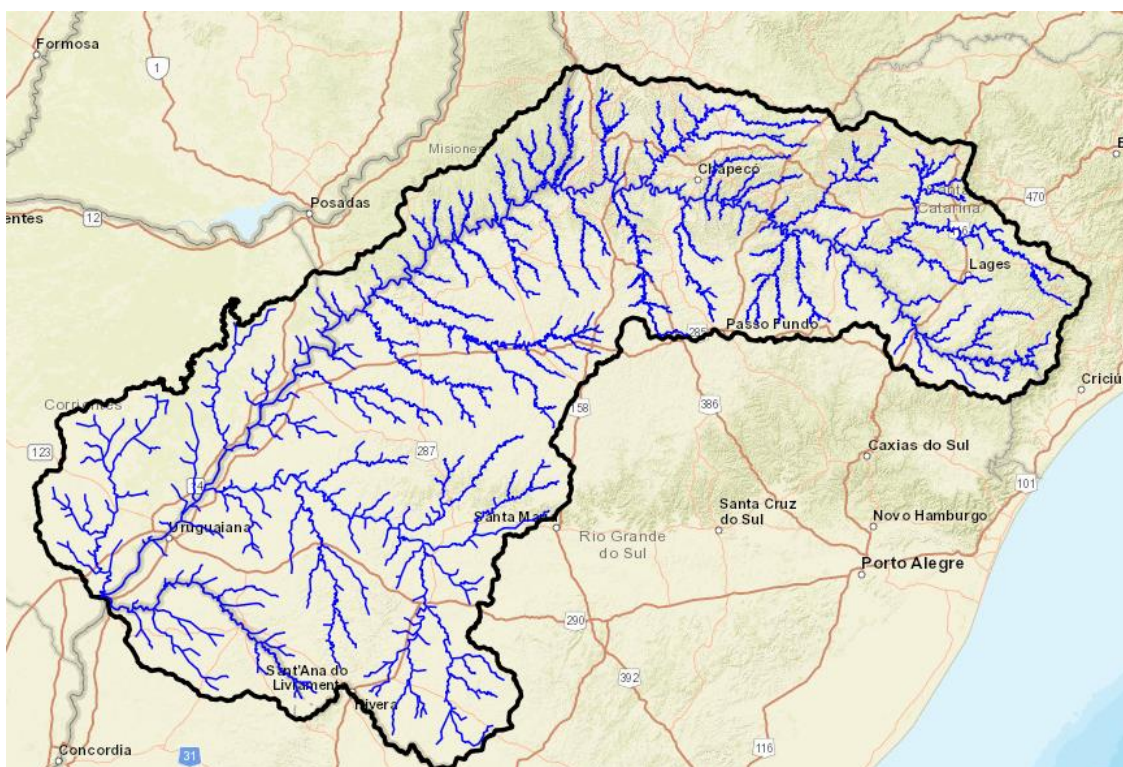 Formosa
1
Misiones
Chapecó
470
Posadas
12
Catarina
Lages
285
Passo Fundo
Criciú
Corrientes
158
386
123
287
Caxias do Sul
101
14
Santa Maria
Santa Cruz
do Sul
Novo Hamburgo
Uruguaiana
Rio Grande
do Sul
Porto Alegre
290
Sant'Ana do
Livramento
Rivera
392
Concordia
31
116